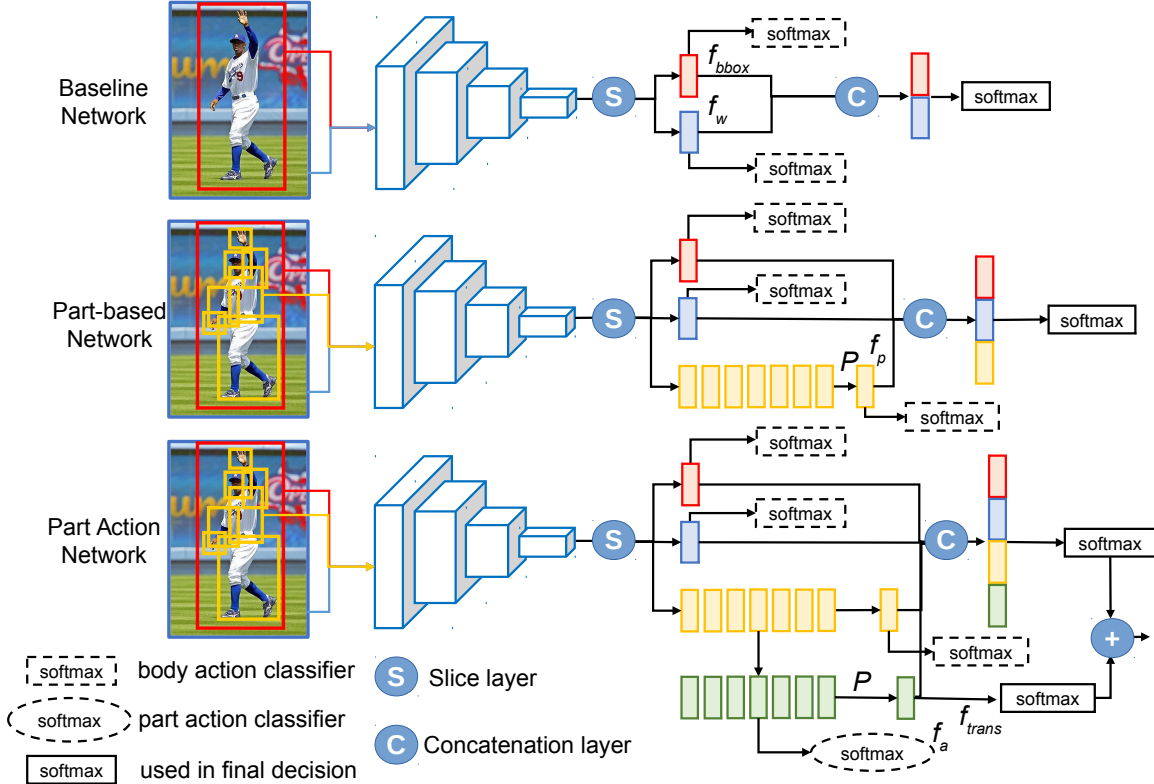 Baseline
Network
softmax
f_bbox
S
f_w
C
softmax
softmax
Part-based
Network
softmax
softmax
S
C
softmax
P
f_p
softmax
Part Action
Network
softmax
softmax
S
C
softmax
softmax
+
P
f_a
f_trans
softmax
softmax
softmax body action classifier
softmax part action classifier
softmax used in final decision
S Slice layer
C Concatenation layer